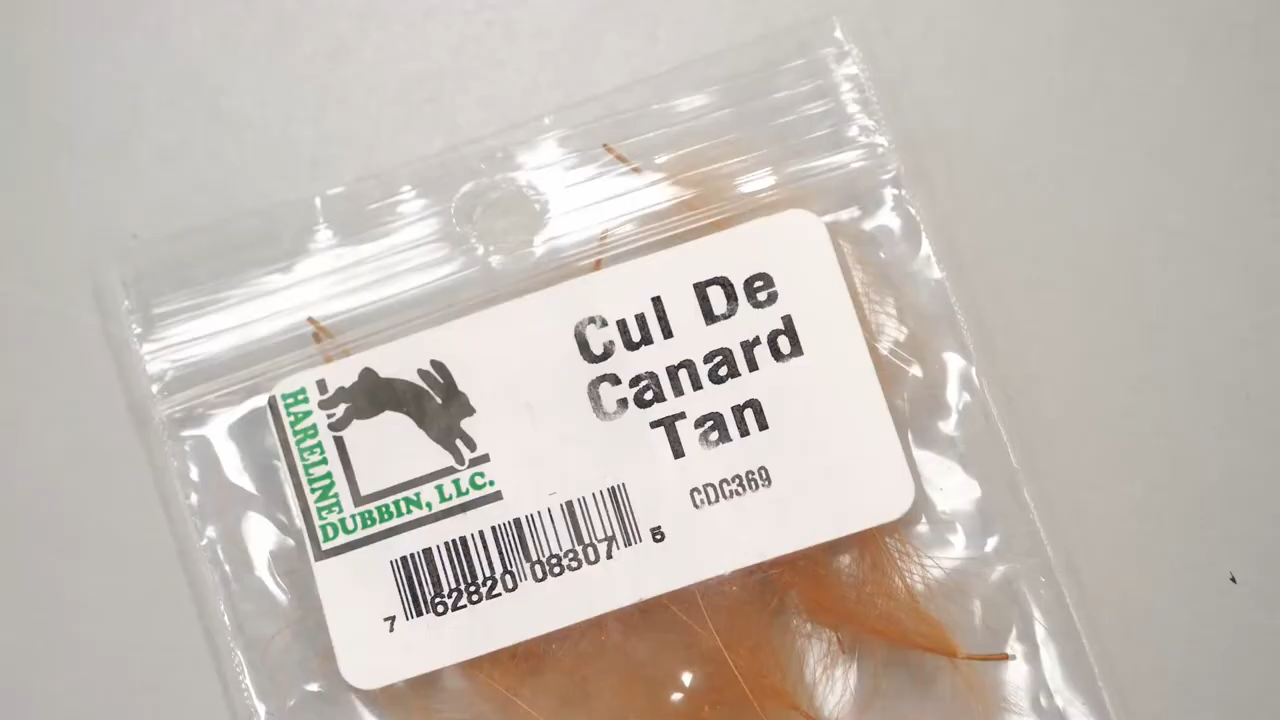 HARELINE
DUBBIN, LLC.
Cul De
Canard
Tan
CDC369
7 62820 08307 5